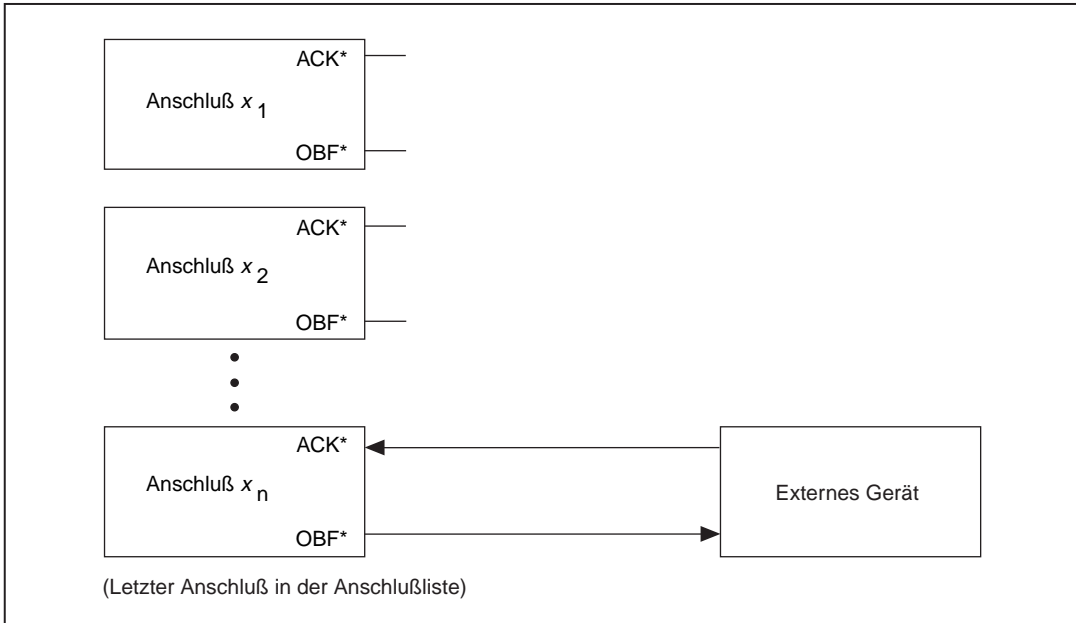 ACK*
Anschluß x 1
OBF*
ACK*
Anschluß x 2
OBF*
ACK*
Anschluß x n
Externes Gerät
OBF*
(Letzter Anschluß in der Anschlußliste)